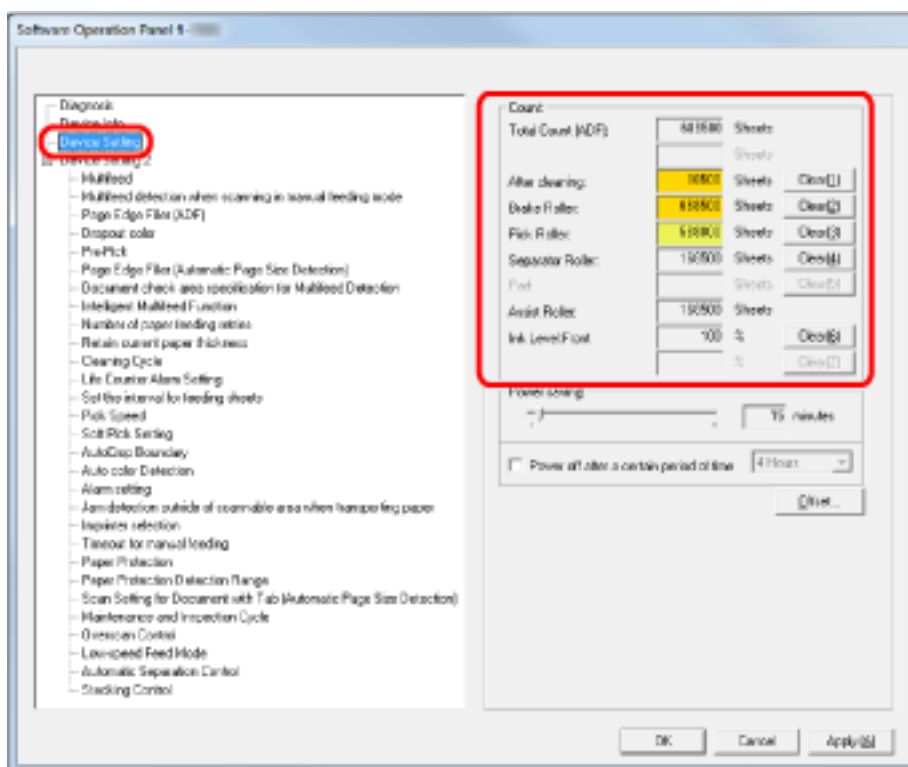 Software Operation Panel
Diagnosis
Device Info
Device Setting
Device Setting 2
Multifeed
Multifeed detection when scanning in manual feeding mode
Page Edge Filler (ADF)
Dropout color
Pre-Pick
Page Edge Filler (Automatic Page Size Detection)
Document check area specification for Multifeed Detection
Intelligent Multifeed Function
Number of paper feeding retries
Retain current paper thickness
Cleaning Cycle
Life Counter Alarm Setting
Set the interval for feeding sheets
Pick Speed
Soft Pick Setting
AutoCrop Boundary
Auto color Detection
Alarm setting
Jam detection outside of scannable area when transporting paper
Imprinter selection
Timeout for manual feeding
Paper Protection
Paper Protection Detection Range
Scan Setting for Document with Tab (Automatic Page Size Detection)
Maintenance and Inspection Cycle
Overscan Control
Low-speed Feed Mode
Automatic Separation Control
Stacking Control
Count
Total Count (ADF): Sheets
Sheets
After cleaning: Sheets Clear(1)
Brake Roller: Sheets Clear(2)
Pick Roller: Sheets Clear(3)
Separator Roller: Sheets Clear(4)
Pad: Sheets Clear(5)
Assist Roller: Sheets
Ink Level:Front 100 % Clear(6)
% Clear(7)
Power saving
15 minutes
Power off after a certain period of time 4 Hours
Offset...
OK Cancel Apply